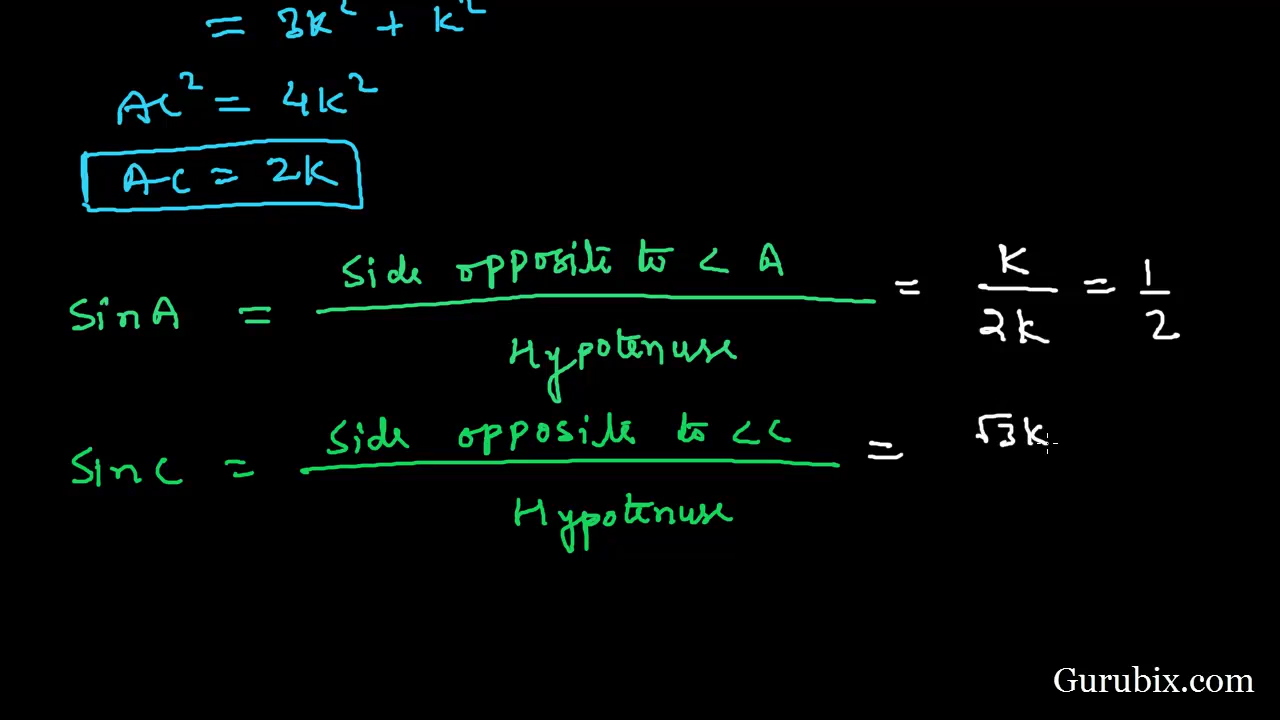 = 3k² + k²
AC² = 4k²
AC = 2k
SinA = Side opposite to < A / Hypotenuse = k / 2k = 1 / 2
Sin C = Side opposite to < C / Hypotenuse = √3k
Gurubix.com